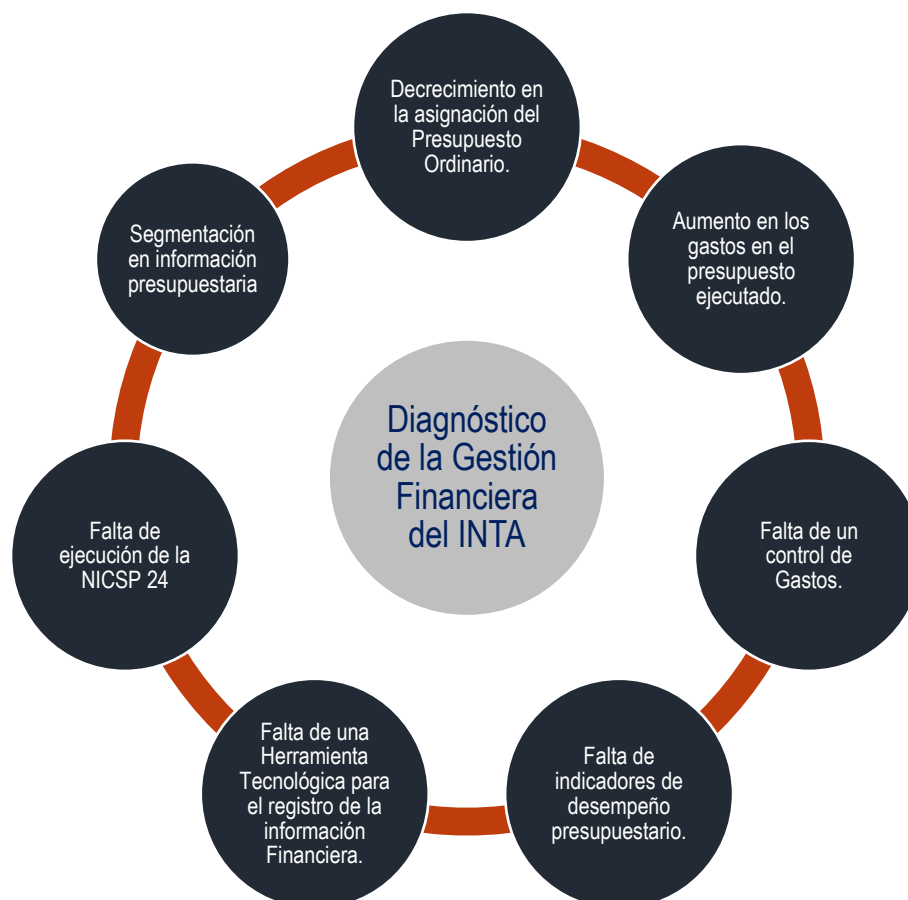 Decrecimiento en
la asignación del
Presupuesto
Ordinario.
Aumento en los
gastos en el
presupuesto
ejecutado.
Falta de un
control de
Gastos.
Falta de
indicadores de
desempeño
presupuestario.
Falta de una
Herramienta
Tecnológica para
el registro de la
información
Financiera.
Falta de
ejecución de la
NICSP 24
Segmentación
en información
presupuestaria
Diagnóstico
de la Gestión
Financiera
del INTA